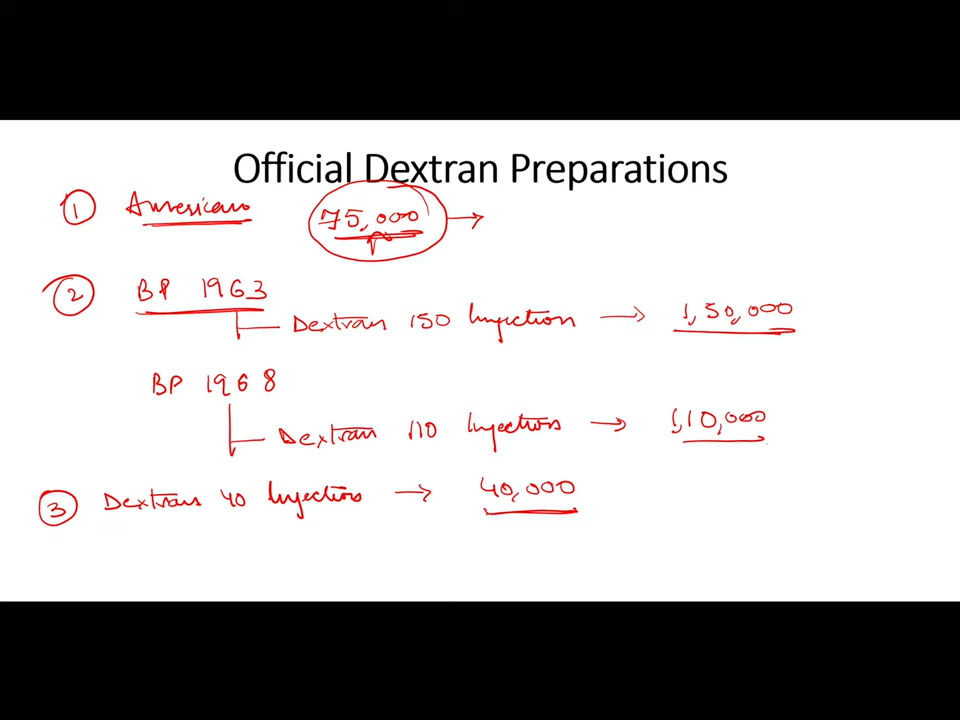 Official Dextran Preparations
1 American 75,000 →
2 BP 1963
Dextran 150 Injection → 1,50,000
BP 1968
Dextran 110 Injection → 1,10,000
3 Dextran 40 Injection → 40,000